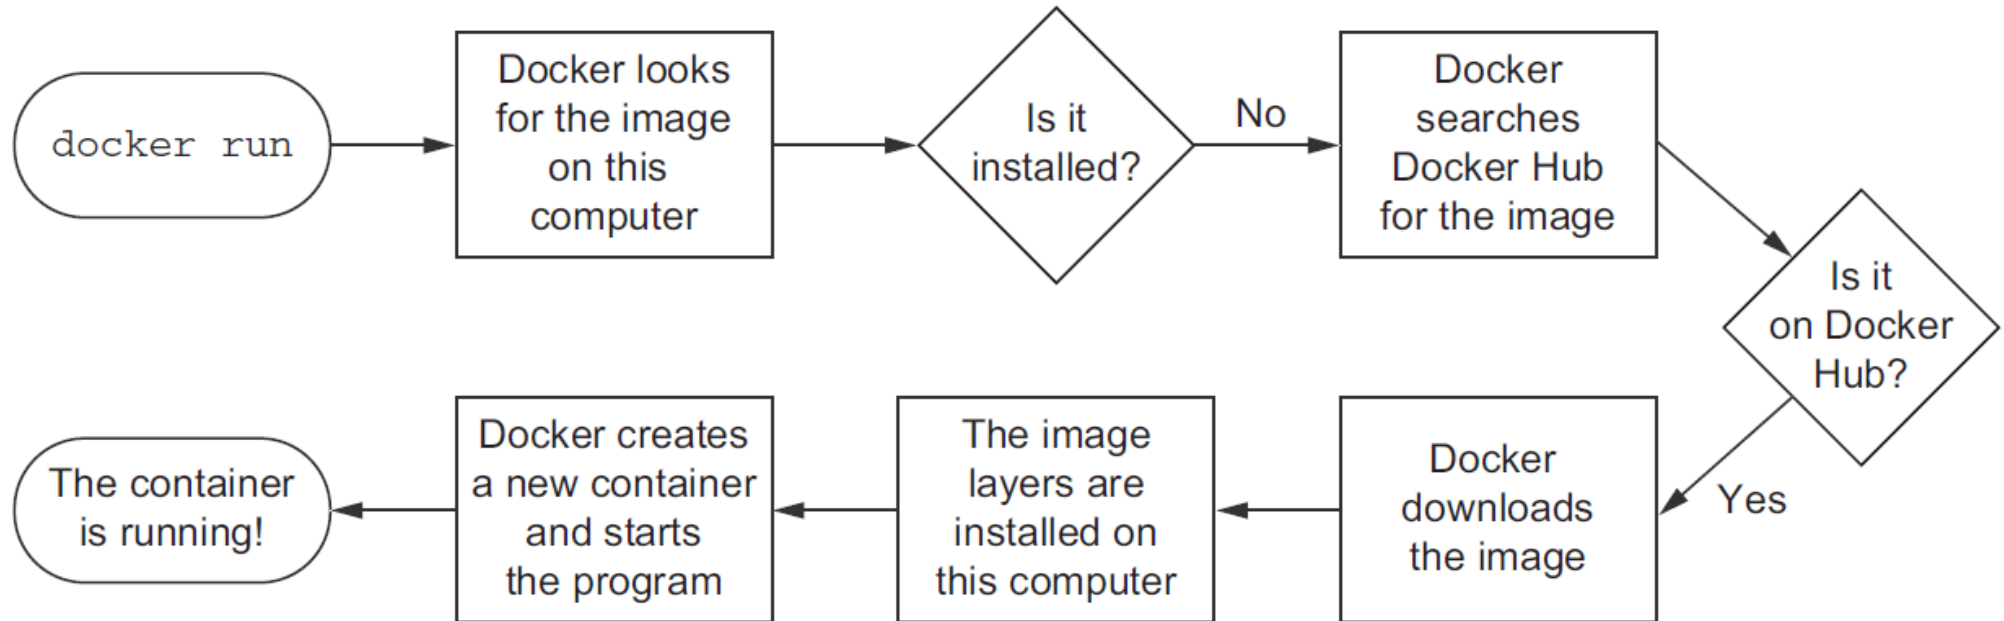 docker run
Docker looks
for the image
on this
computer
Is it
installed?
No
Docker
searches
Docker Hub
for the image
Is it
on Docker
Hub?
Yes
Docker
downloads
the image
The image
layers are
installed on
this computer
Docker creates
a new container
and starts
the program
The container
is running!